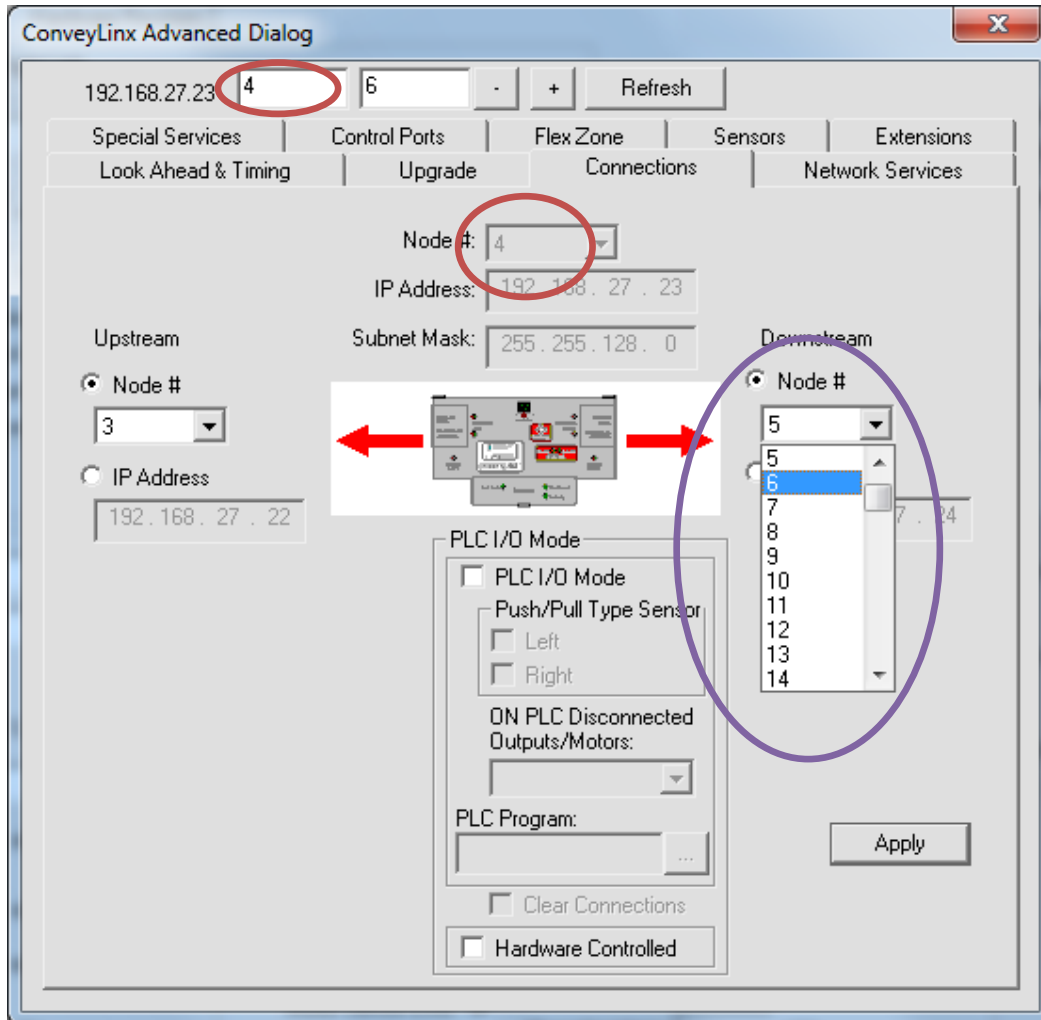 ConveyLinx Advanced Dialog
192.168.27.23 4 6 - + Refresh
Special Services Control Ports Flex Zone Sensors Extensions
Look Ahead & Timing Upgrade Connections Network Services
Node #: 4
IP Address: 192 . 168 . 27 . 23
Subnet Mask: 255 . 255 . 128 . 0
Upstream
Node #
3
IP Address
192 . 168 . 27 . 22
Downstream
Node #
5
5
6
7
8
9
10
11
12
13
14
7 . 24
PLC I/O Mode
PLC I/O Mode
Push/Pull Type Sensor
Left
Right
ON PLC Disconnected
Outputs/Motors:
PLC Program:
...
Clear Connections
Hardware Controlled
Apply